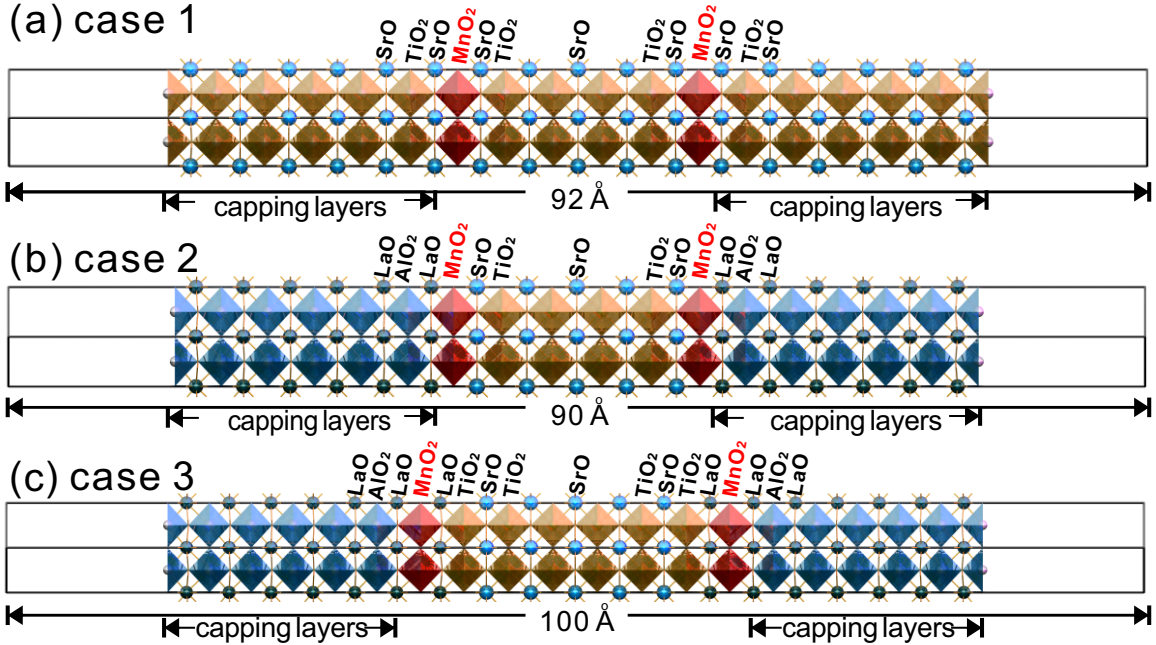 (a) case 1
SrO TiO₂ SrO MnO₂ SrO TiO₂ SrO TiO₂ SrO MnO₂ SrO TiO₂ SrO
capping layers 92 Å capping layers
(b) case 2
LaO AlO₂ LaO MnO₂ SrO TiO₂ SrO TiO₂ SrO MnO₂ LaO AlO₂ LaO
capping layers 90 Å capping layers
(c) case 3
LaO AlO₂ LaO MnO₂ LaO TiO₂ SrO TiO₂ SrO TiO₂ SrO TiO₂ LaO MnO₂ LaO AlO₂ LaO
capping layers 100 Å capping layers